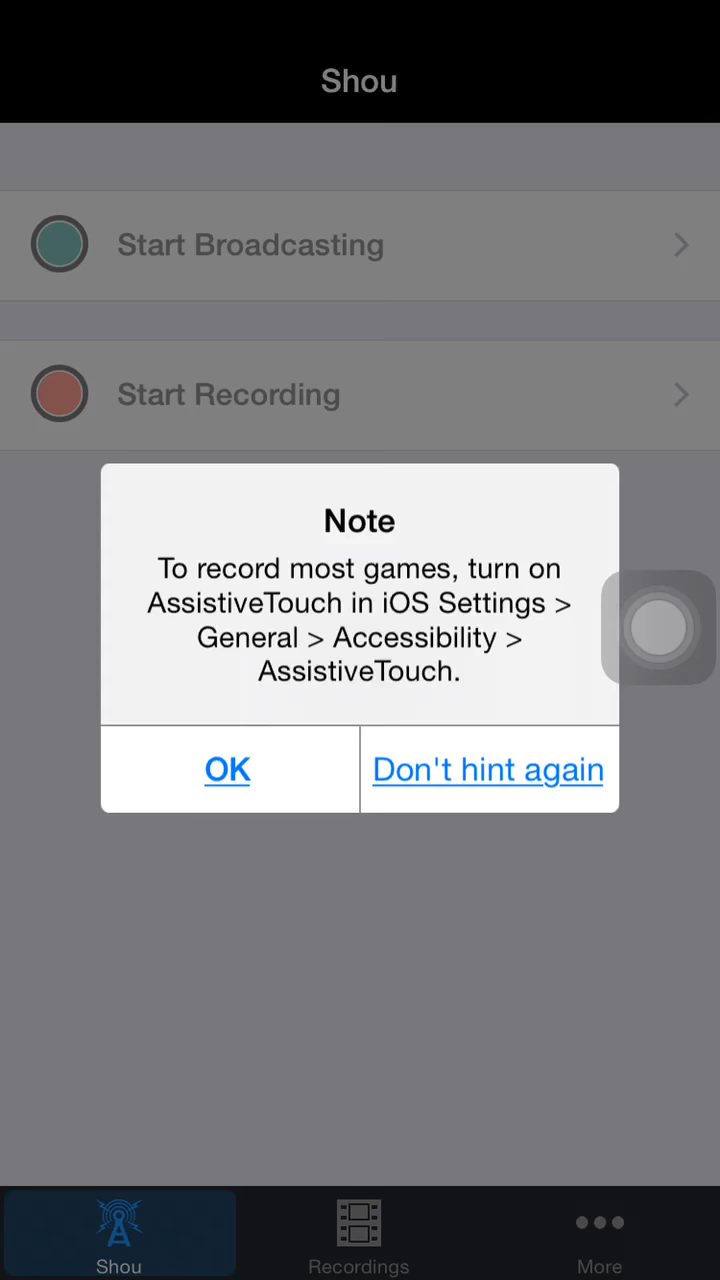 Shou
Start Broadcasting
Start Recording
Note
To record most games, turn on
AssistiveTouch in iOS Settings >
General > Accessibility >
AssistiveTouch.
OK
Don't hint again
Shou
Recordings
More